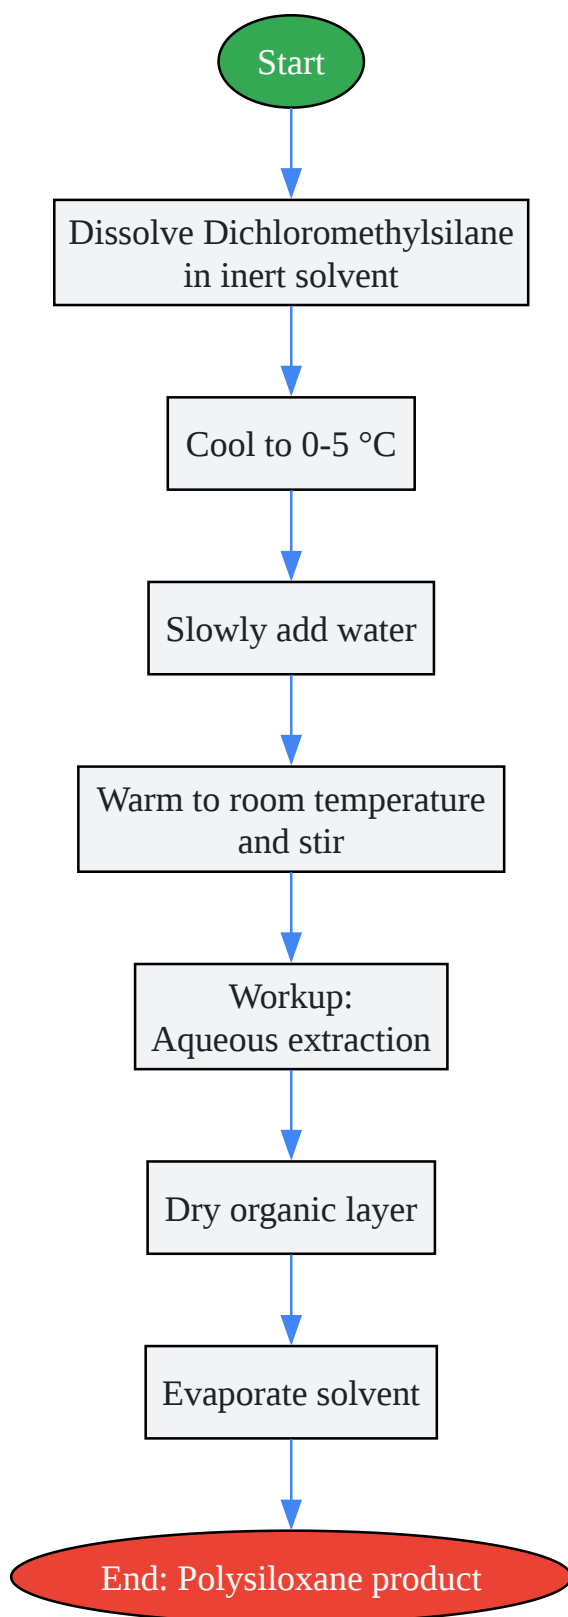 Start
Dissolve Dichloromethylsilane
in inert solvent
Cool to 0-5 °C
Slowly add water
Warm to room temperature
and stir
Workup:
Aqueous extraction
Dry organic layer
Evaporate solvent
End: Polysiloxane product